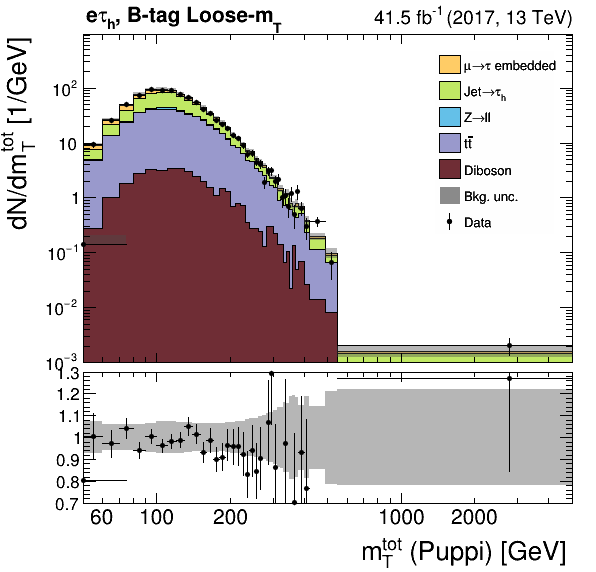 eτh, B-tag Loose-mT
41.5 fb⁻¹ (2017, 13 TeV)
dN/dmTtot [1/GeV]
10²
10
1
10⁻¹
10⁻²
10⁻³
μ→τ embedded
Jet→τh
Z→ll
tt̄
Diboson
Bkg. unc.
Data
1.3
1.2
1.1
1
0.9
0.8
0.7
60 100 200 1000 2000
mTtot (Puppi) [GeV]